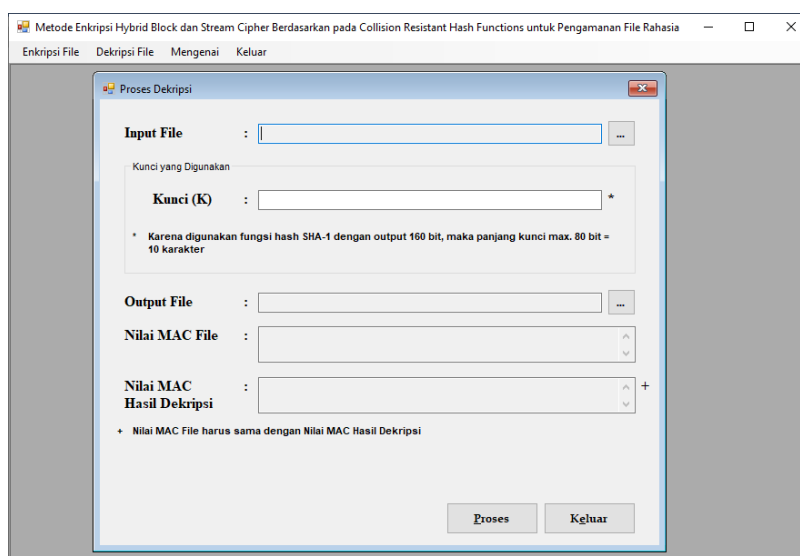 Metode Enkripsi Hybrid Block dan Stream Cipher Berdasarkan pada Collision Resistant Hash Functions untuk Pengamanan File Rahasia
Enkripsi File Dekripsi File Mengenai Keluar
Proses Dekripsi
Input File : ...
Kunci yang Digunakan
Kunci (K) : *
* Karena digunakan fungsi hash SHA-1 dengan output 160 bit, maka panjang kunci max. 80 bit =
10 karakter
Output File : ...
Nilai MAC File :
Nilai MAC : +
Hasil Dekripsi
+ Nilai MAC File harus sama dengan Nilai MAC Hasil Dekripsi
Proses Keluar